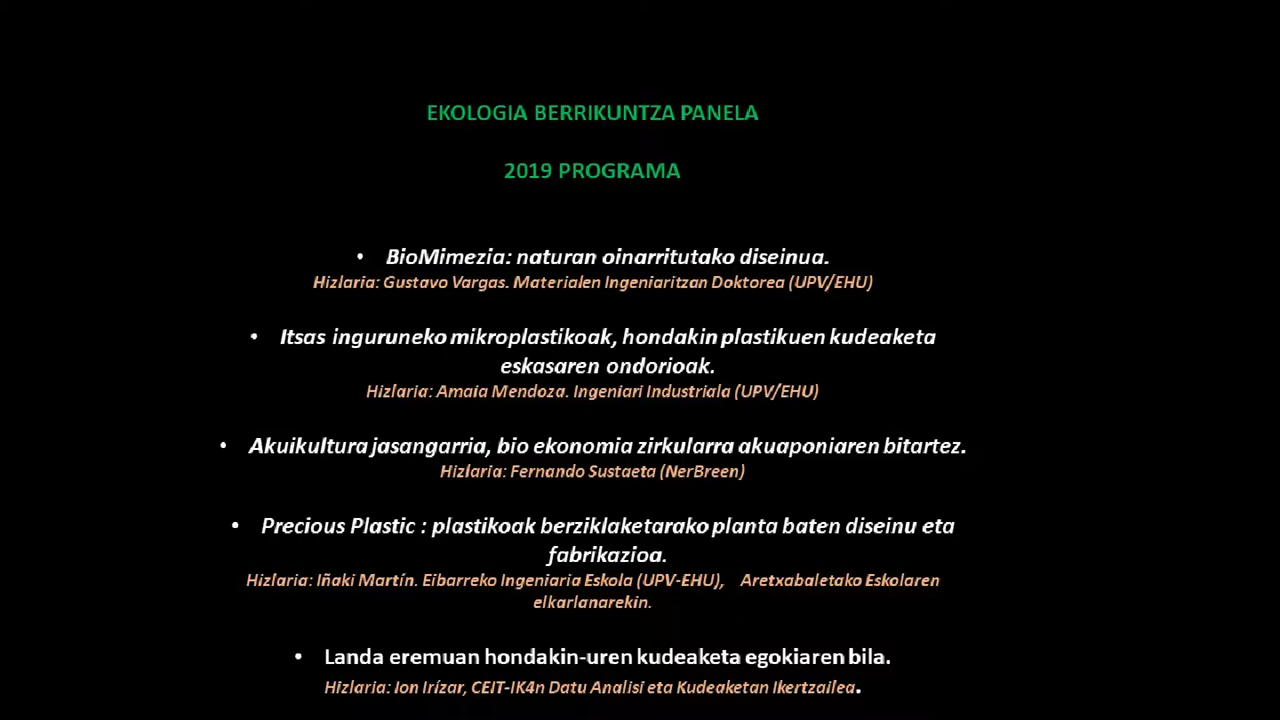 EKOLOGIA BERRIKUNTZA PANELA
2019 PROGRAMA
• BioMimezia: naturan oinarritutako diseinua.
Hizlaria: Gustavo Vargas. Materialen Ingeniaritzan Doktorea (UPV/EHU)
• Itsas inguruneko mikroplastikoak, hondakin plastikuen kudeaketa
eskasaren ondorioak.
Hizlaria: Amaia Mendoza. Ingeniari Industriala (UPV/EHU)
• Akuikultura jasangarria, bio ekonomia zirkularra akuaponiaren bitartez.
Hizlaria: Fernando Sustaeta (NerBreen)
• Precious Plastic : plastikoak berziklaketarako planta baten diseinu eta
fabrikazioa.
Hizlaria: Iñaki Martín. Eibarreko Ingeniaria Eskola (UPV-EHU), Aretxabaletako Eskolaren
elkarlanarekin.
• Landa eremuan hondakin-uren kudeaketa egokiaren bila.
Hizlaria: Ion Irízar, CEIT-IK4n Datu Analisi eta Kudeaketan Ikertzailea.